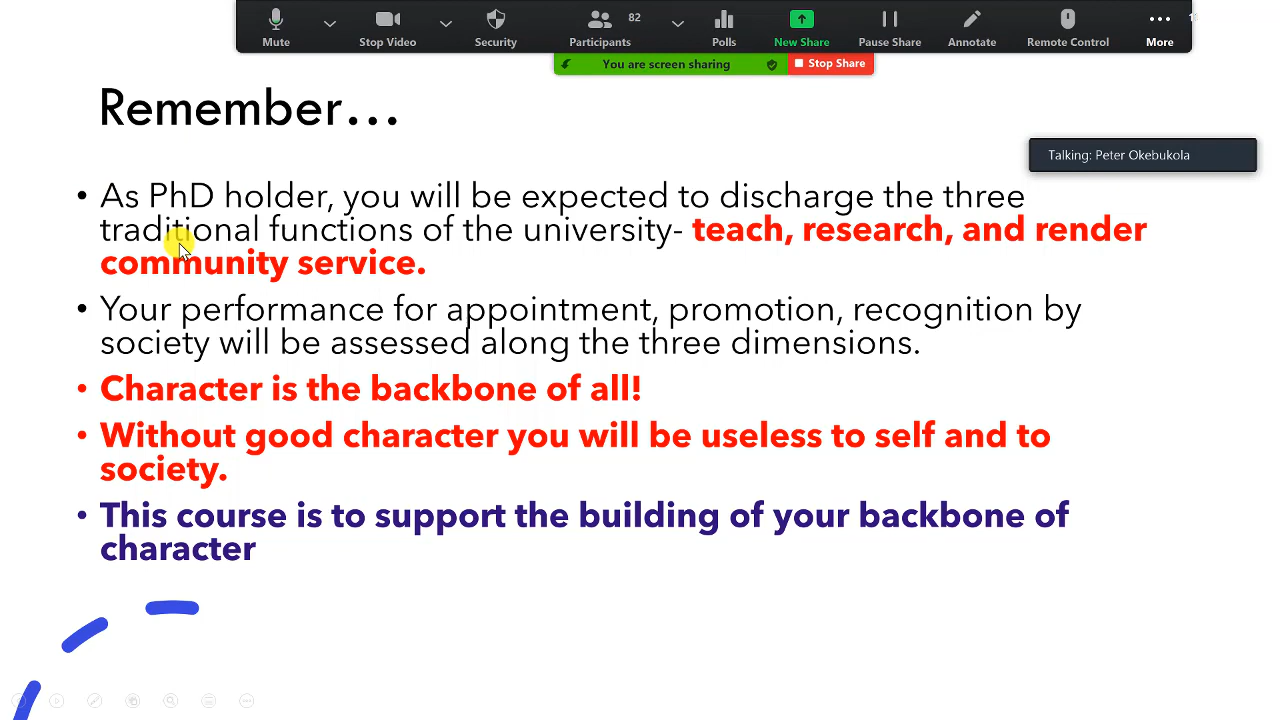 82
Mute
Stop Video
Security
Participants
Polls
New Share
Pause Share
Annotate
Remote Control
More
You are screen sharing
Stop Share
Remember...
Talking: Peter Okebukola
• As PhD holder, you will be expected to discharge the three
traditional functions of the university- teach, research, and render
community service.
• Your performance for appointment, promotion, recognition by
society will be assessed along the three dimensions.
• Character is the backbone of all!
• Without good character you will be useless to self and to
society.
• This course is to support the building of your backbone of
character